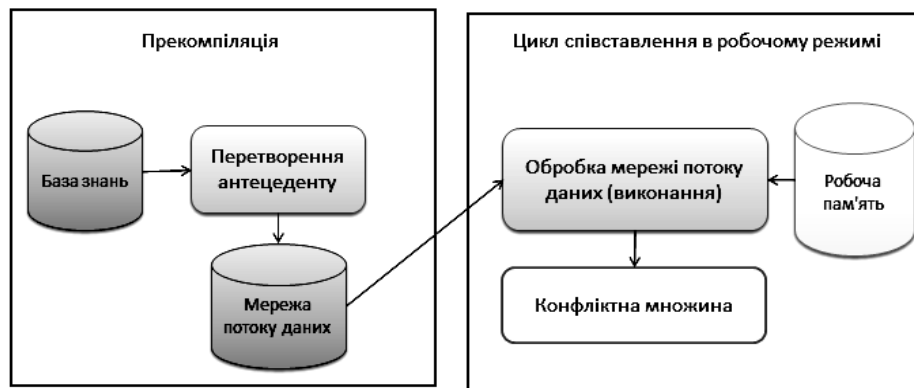 Прекомпіляція
База знань
Перетворення
антецеденту
Мережа
потоку даних
Цикл співставлення в робочому режимі
Обробка мережі потоку
даних (виконання)
Робоча
пам'ять
Конфліктна множина